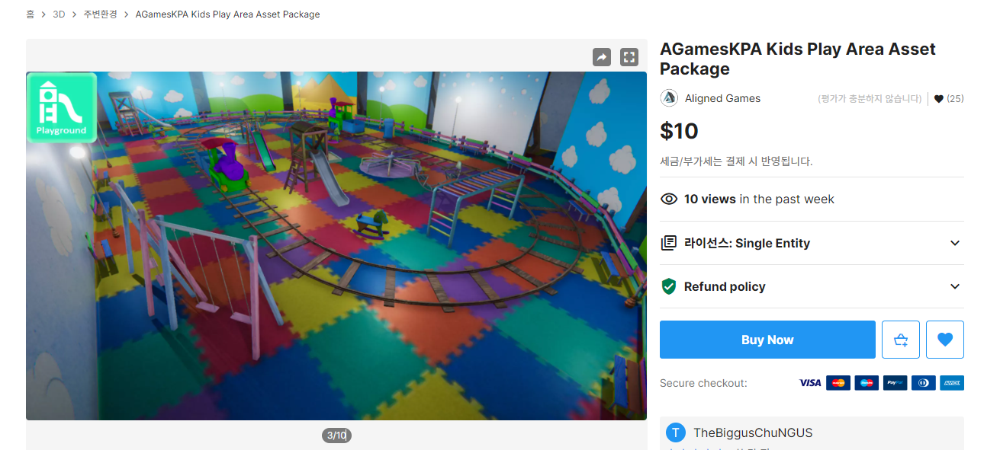 홈 > 3D > 주변환경 > AGamesKPA Kids Play Area Asset Package
Playground
3/10
AGamesKPA Kids Play Area Asset
Package
Aligned Games (평가가 충분하지 않습니다) (25)
$10
세금/부가세는 결제 시 반영됩니다.
10 views in the past week
라이선스: Single Entity
Refund policy
Buy Now
Secure checkout: VISA PayPal AMEX
T TheBiggusChuNGUS